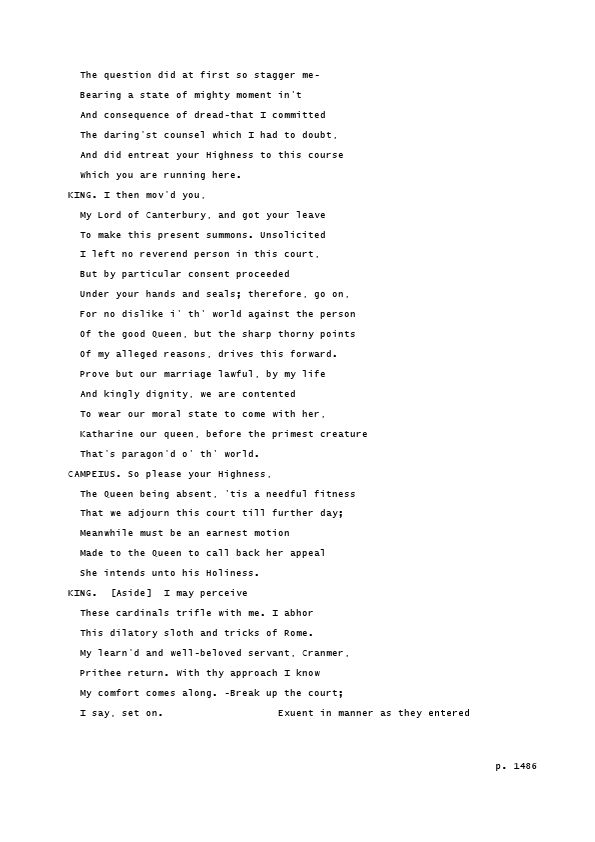 The question did at first so stagger me-
Bearing a state of mighty moment in't
And consequence of dread-that I committed
The daring'st counsel which I had to doubt,
And did entreat your Highness to this course
Which you are running here.
KING. I then mov'd you,
My Lord of Canterbury, and got your leave
To make this present summons. Unsolicited
I left no reverend person in this court,
But by particular consent proceeded
Under your hands and seals; therefore, go on,
For no dislike i' th' world against the person
Of the good Queen, but the sharp thorny points
Of my alleged reasons, drives this forward.
Prove but our marriage lawful, by my life
And kingly dignity, we are contented
To wear our moral state to come with her,
Katharine our queen, before the primest creature
That's paragon'd o' th' world.
CAMPEIUS. So please your Highness,
The Queen being absent, 'tis a needful fitness
That we adjourn this court till further day;
Meanwhile must be an earnest motion
Made to the Queen to call back her appeal
She intends unto his Holiness.
KING.  [Aside]  I may perceive
These cardinals trifle with me. I abhor
This dilatory sloth and tricks of Rome.
My learn'd and well-beloved servant, Cranmer,
Prithee return. With thy approach I know
My comfort comes along. -Break up the court;
I say, set on.                   Exuent in manner as they entered
p. 1486